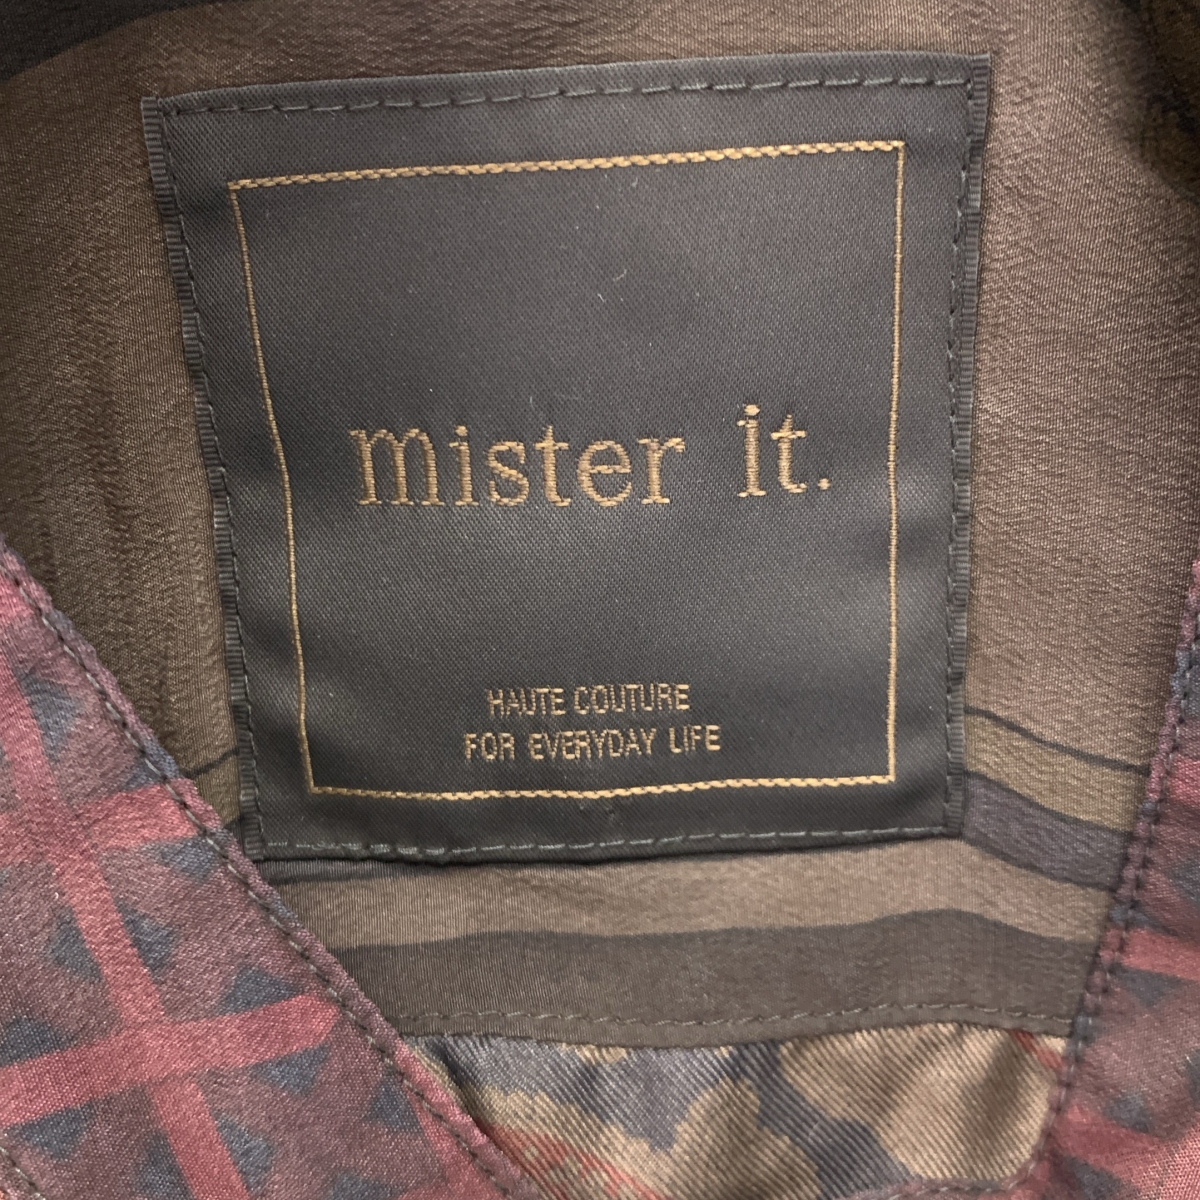 mister it.
HAUTE COUTURE
FOR EVERYDAY LIFE